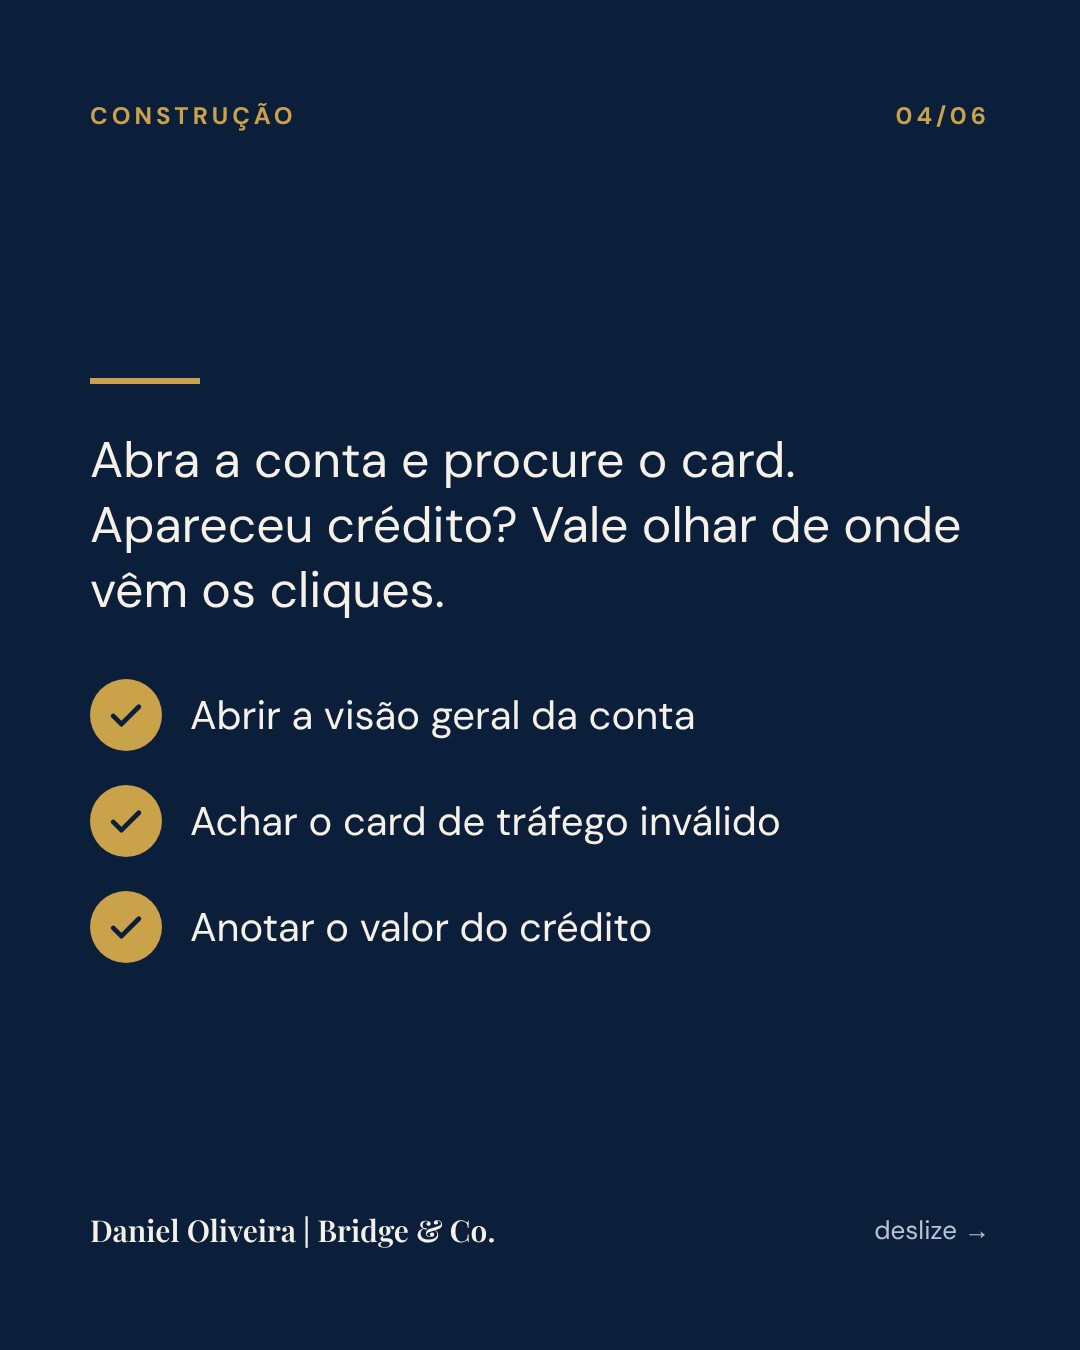 CONSTRUÇÃO
04/06
Abra a conta e procure o card.
Apareceu crédito? Vale olhar de onde
vêm os cliques.
Abrir a visão geral da conta
Achar o card de tráfego inválido
Anotar o valor do crédito
Daniel Oliveira | Bridge & Co.
deslize →